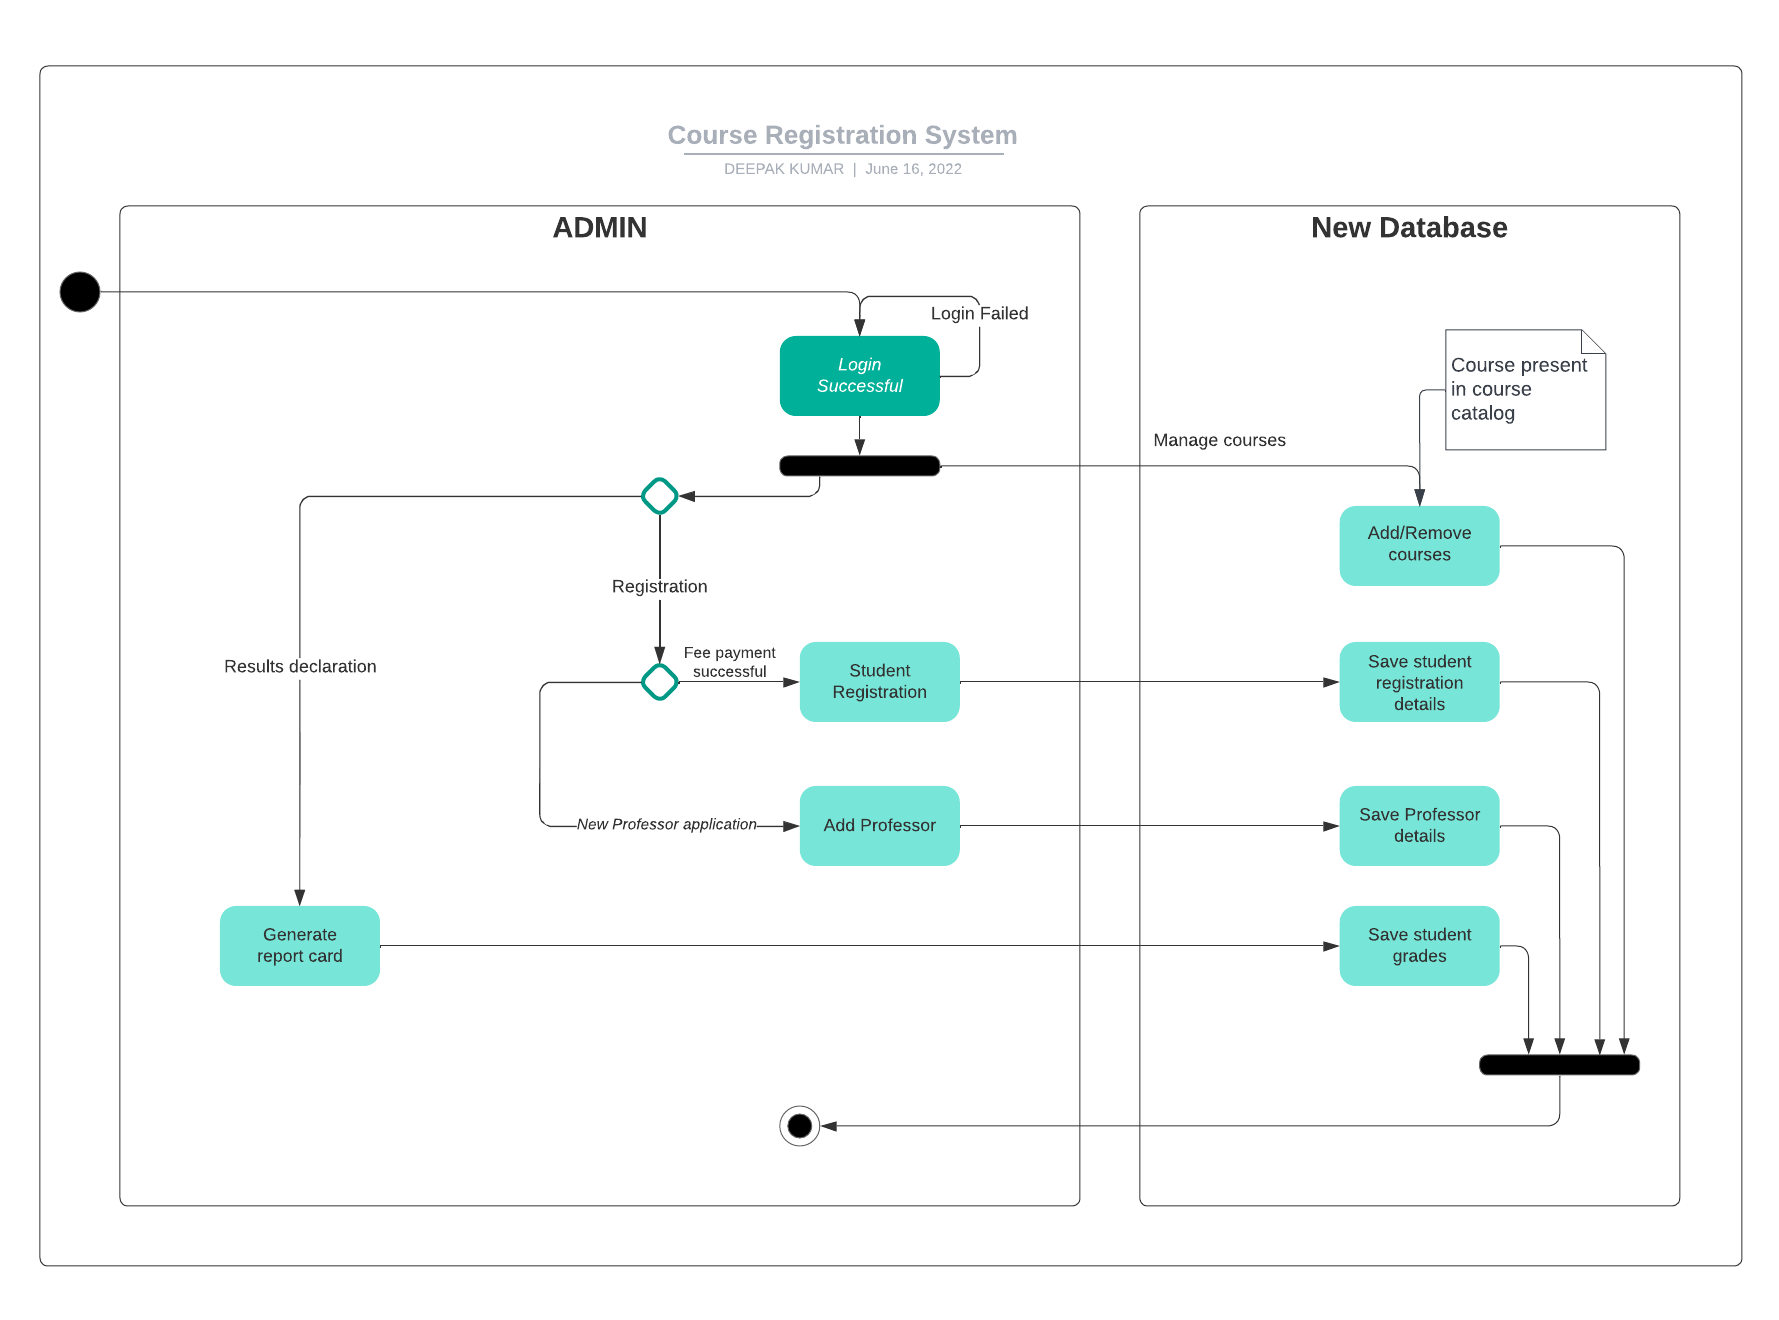 Course Registration System
DEEPAK KUMAR | June 16, 2022
ADMIN
New Database
Login Failed
Login
Successful
Course present
in course
catalog
Manage courses
Add/Remove
courses
Registration
Results declaration
Fee payment
successful
Student
Registration
Save student
registration
details
New Professor application
Add Professor
Save Professor
details
Generate
report card
Save student
grades